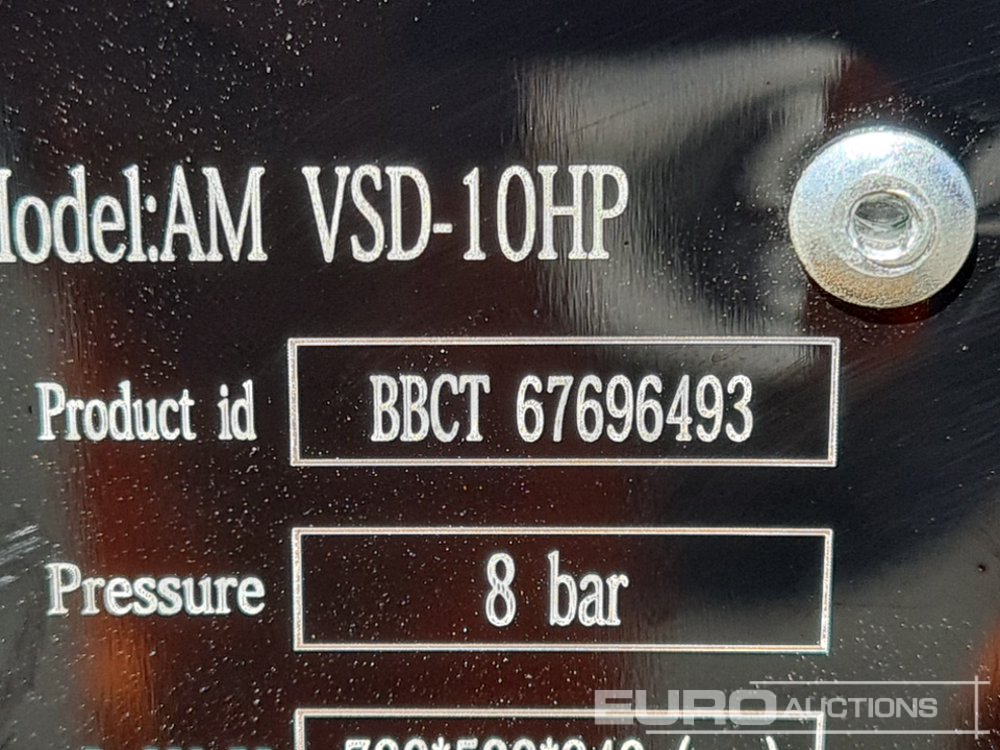 Model:AM VSD-10HP
Product id BBCT 67696493
Pressure 8 bar
EURO AUCTIONS